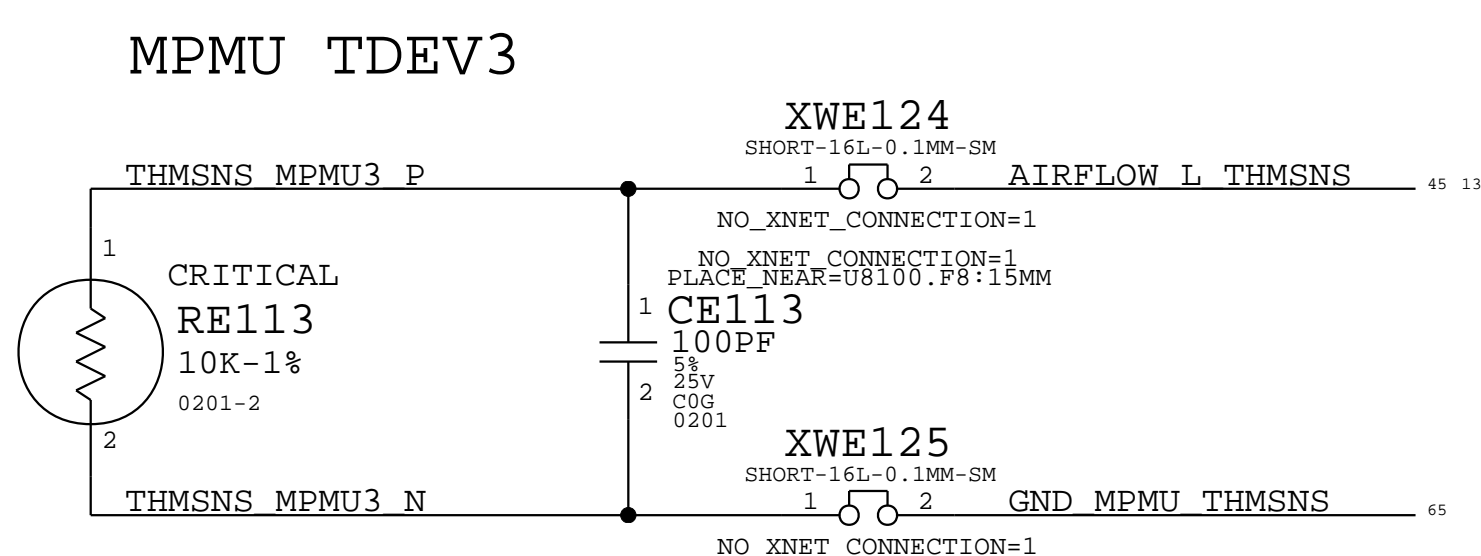 MPMU TDEV3
XWE124
SHORT-16L-0.1MM-SM
THMSNS_MPMU3_P
1
2
AIRFLOW_L_THMSNS
45 13
NO_XNET_CONNECTION=1
1
CRITICAL
RE113
10K-1%
0201-2
2
NO_XNET_CONNECTION=1
PLACE_NEAR=U8100.F8:15MM
1
CE113
100PF
5%
25V
C0G
0201
2
XWE125
SHORT-16L-0.1MM-SM
THMSNS_MPMU3_N
1
2
GND_MPMU_THMSNS
65
NO_XNET_CONNECTION=1